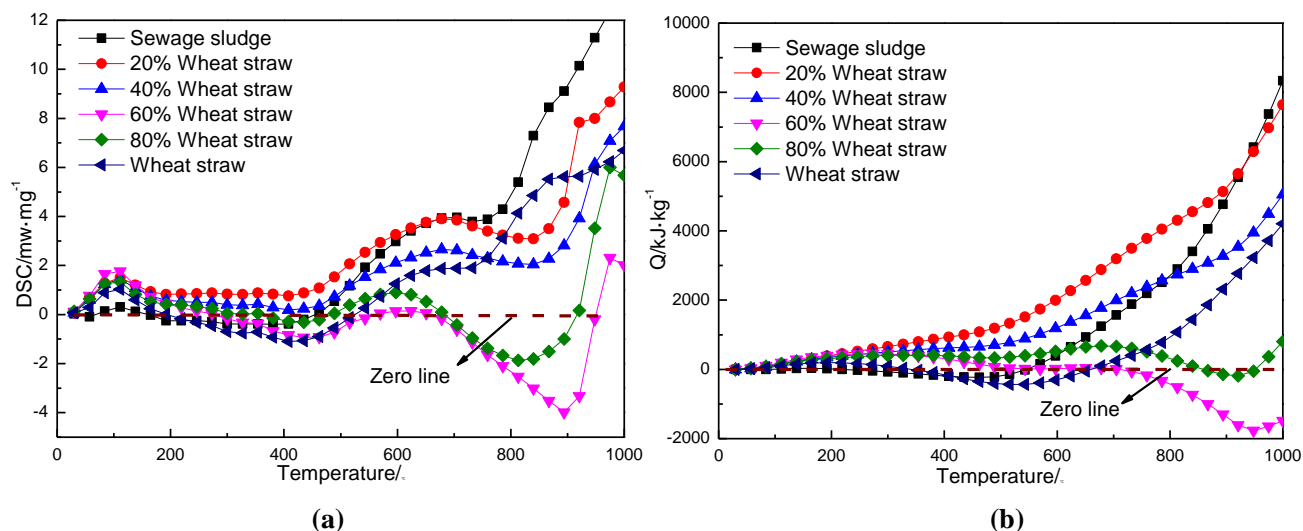 12
10
8
6
4
2
0
-2
-4
DSC/mw·mg⁻¹
Sewage sludge
20% Wheat straw
40% Wheat straw
60% Wheat straw
80% Wheat straw
Wheat straw
Zero line
0 200 400 600 800 1000
Temperature/
(a)
10000
8000
6000
4000
2000
0
-2000
Q/kJ·kg⁻¹
Sewage sludge
20% Wheat straw
40% Wheat straw
60% Wheat straw
80% Wheat straw
Wheat straw
Zero line
0 200 400 600 800 1000
Temperature/
(b)